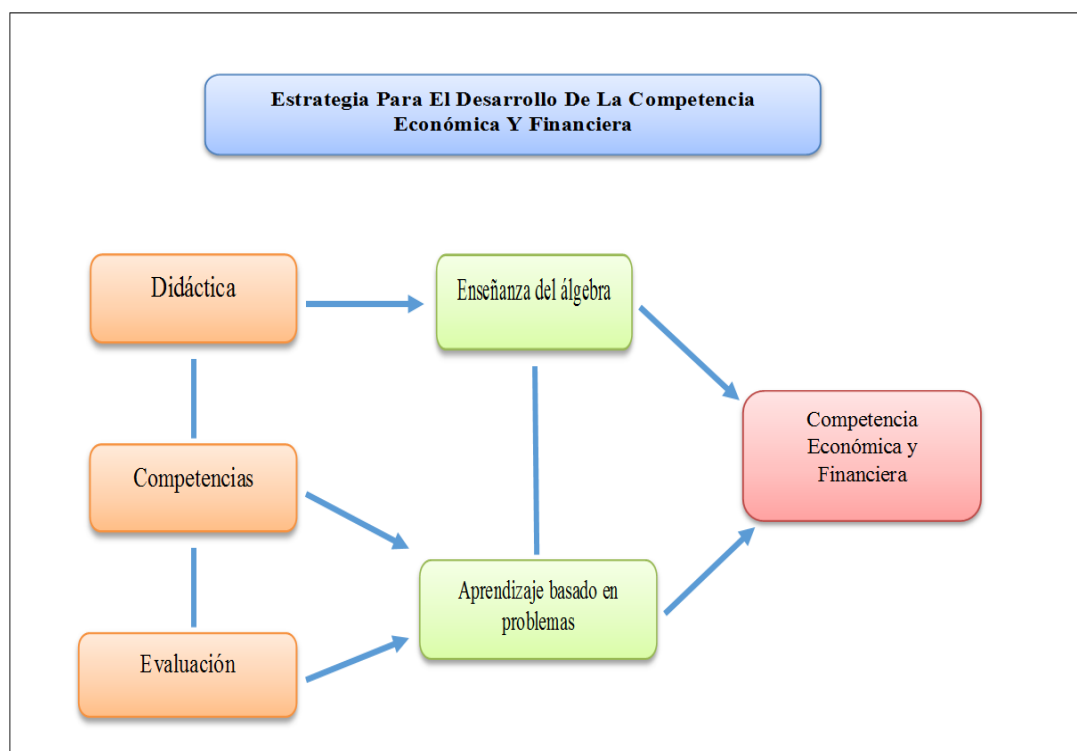 Estrategia Para El Desarrollo De La Competencia
Económica Y Financiera
Didáctica
Enseñanza del álgebra
Competencia
Económica y
Financiera
Competencias
Aprendizaje basado en
problemas
Evaluación